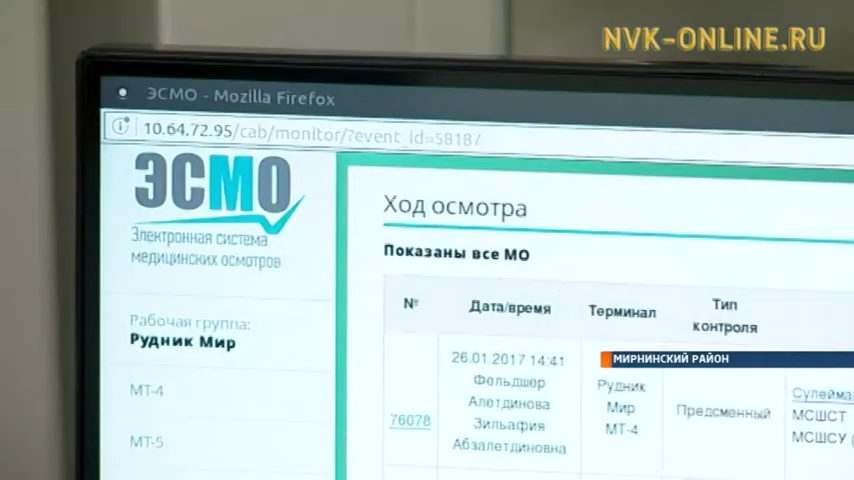 NVK-ONLINE.RU
ЭСМО - Mozilla Firefox
10.64.72.95/cab/monitor/?event_id=5818/
ЭСМО
Электронная система
медицинских осмотров
Рабочая группа:
Рудник Мир
МТ-4
МТ-5
Ход осмотра
Показаны все МО
№ Дата/время Терминал Тип контроля
76078
26.01.2017 14:41
Фельдшер
Алетдинова
Зильафия
Абзалетдиновна
Рудник
Мир
МТ-4
Предсменный
МСШСТ
МСШСУ
МИРНИНСКИЙ РАЙОН